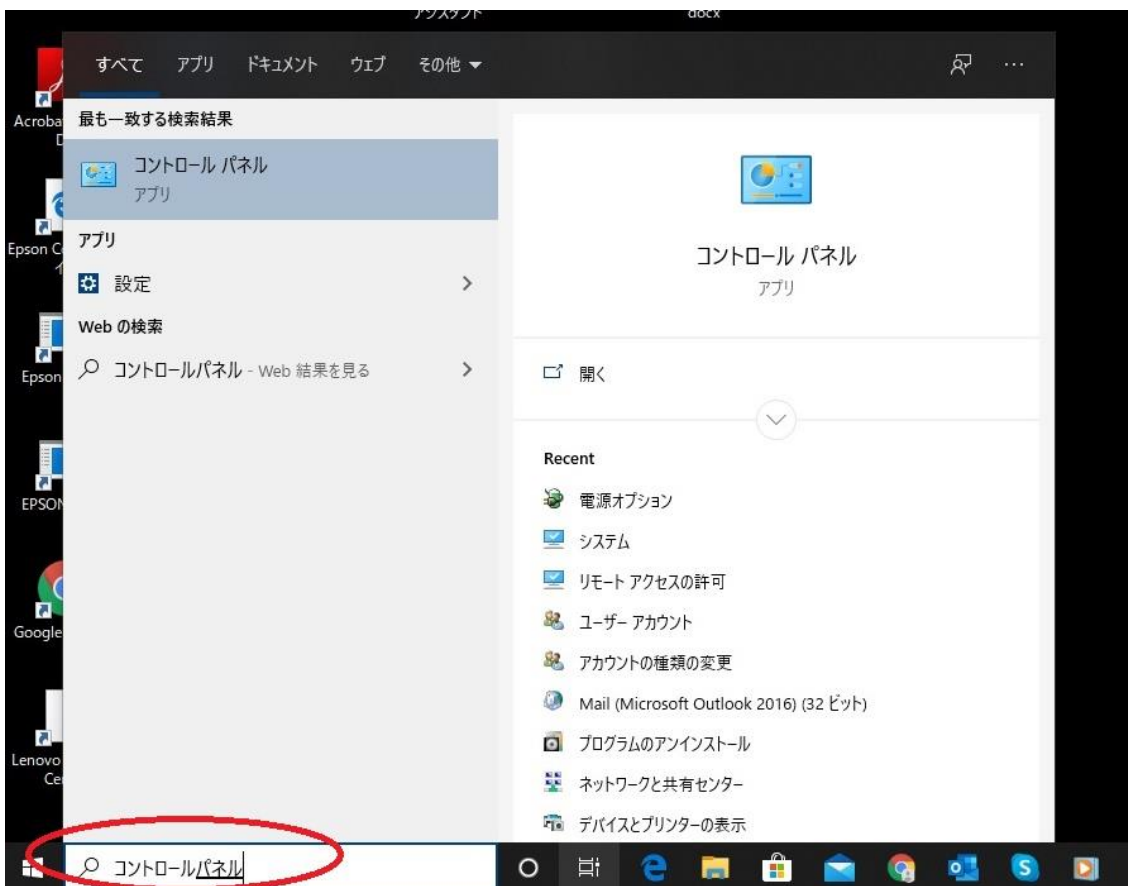 アシスタント
docx
すべて アプリ ドキュメント ウェブ その他
Acroba
D
最も一致する検索結果
コントロール パネル
アプリ
コントロール パネル
アプリ
アプリ
Epson C
イ
設定
Web の検索
コントロールパネル - Web 結果を見る
Epson
開く
Recent
電源オプション
EPSON
システム
リモート アクセスの許可
ユーザー アカウント
Google
アカウントの種類の変更
Mail (Microsoft Outlook 2016) (32 ビット)
プログラムのアンインストール
Lenovo
Ce
ネットワークと共有センター
デバイスとプリンターの表示
コントロールパネル